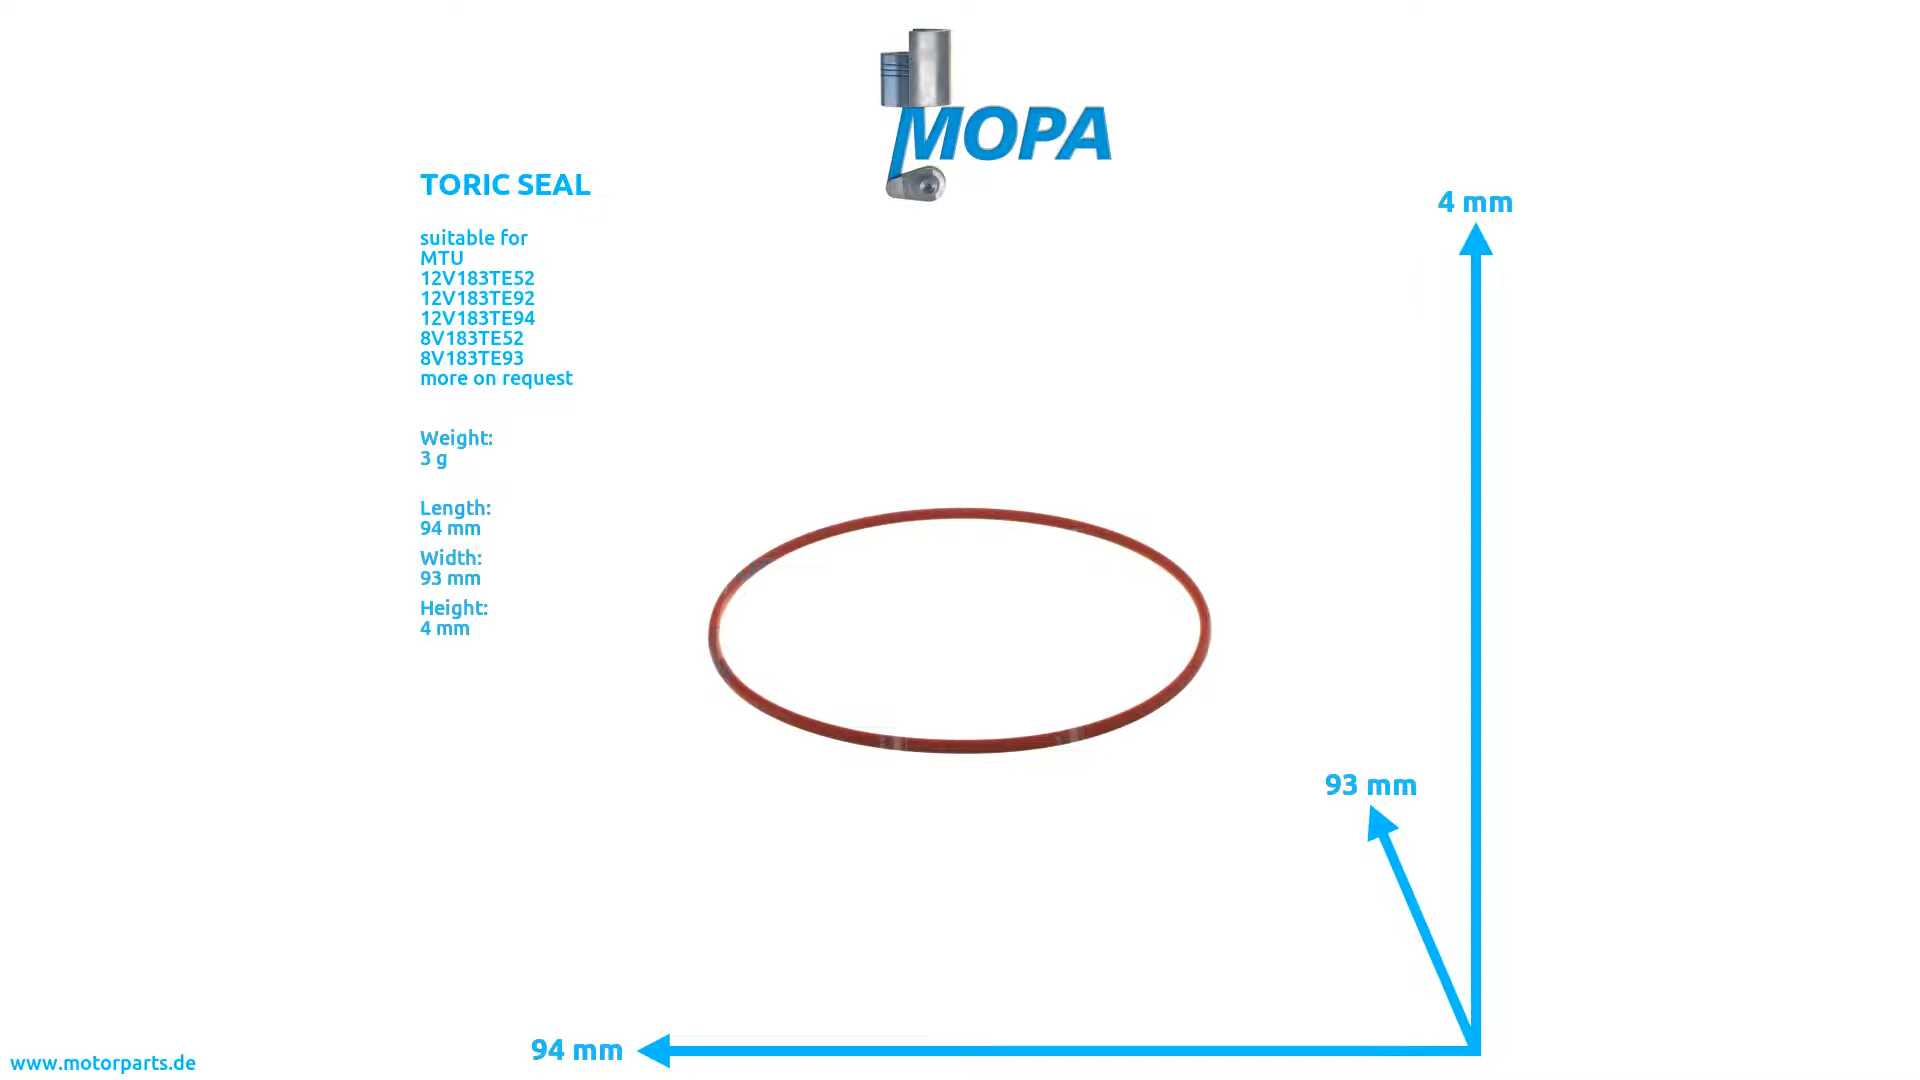 MOPA
TORIC SEAL
suitable for
MTU
12V183TE52
12V183TE92
12V183TE94
8V183TE52
8V183TE93
more on request
Weight:
3 g
Length:
94 mm
Width:
93 mm
Height:
4 mm
4 mm
93 mm
94 mm
www.motorparts.de